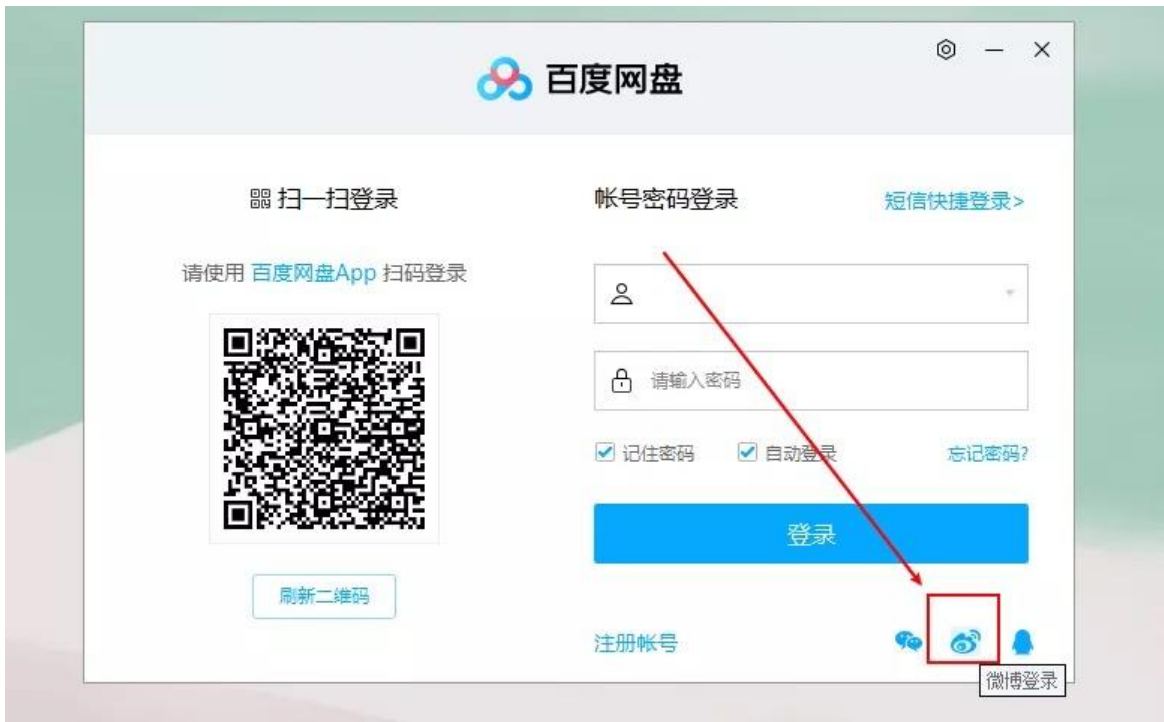 百度网盘
扫一扫登录
请使用 百度网盘App 扫码登录
刷新二维码
帐号密码登录
短信快捷登录>
请输入密码
记住密码
自动登录
忘记密码?
登录
注册帐号
微博登录